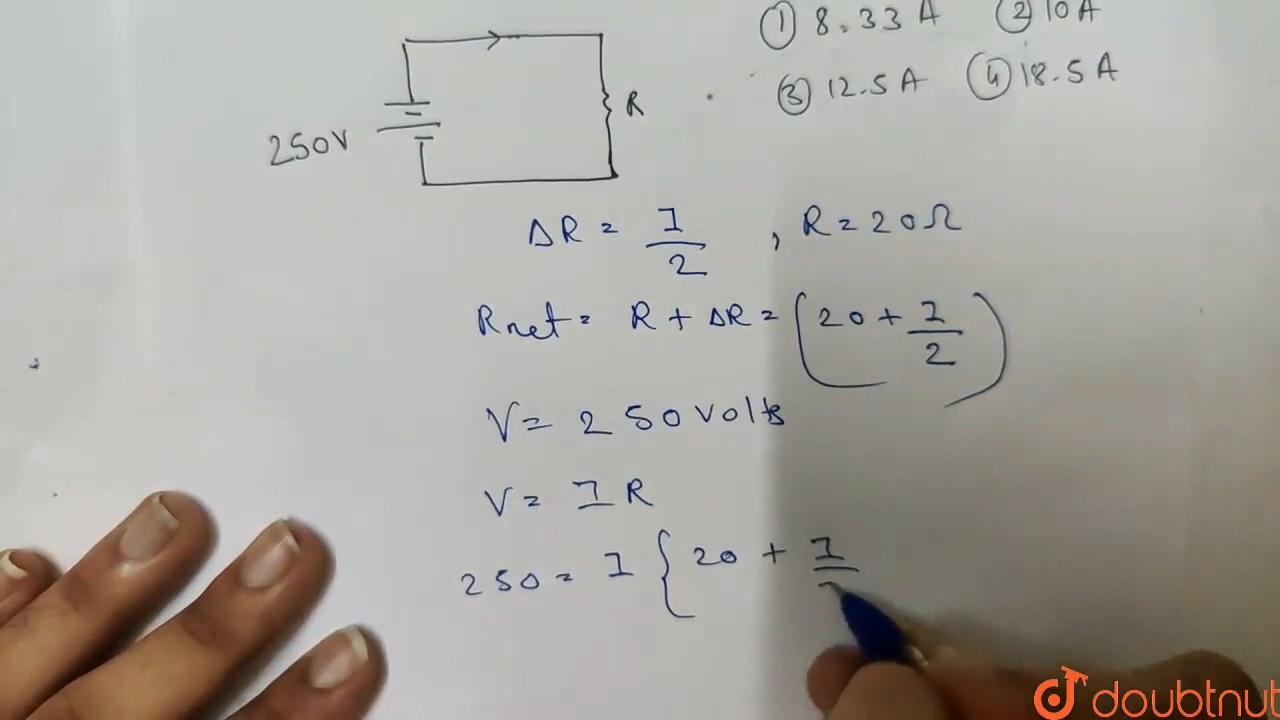 ① 8.33 A ② 10 A
③ 12.5 A ④ 18.5 A
250V
R
ΔR = I/2 , R = 20Ω
Rnet = R + ΔR = (20 + I/2)
V = 250 Volts
V = IR
250 = I { 20 + I/
doubtnut